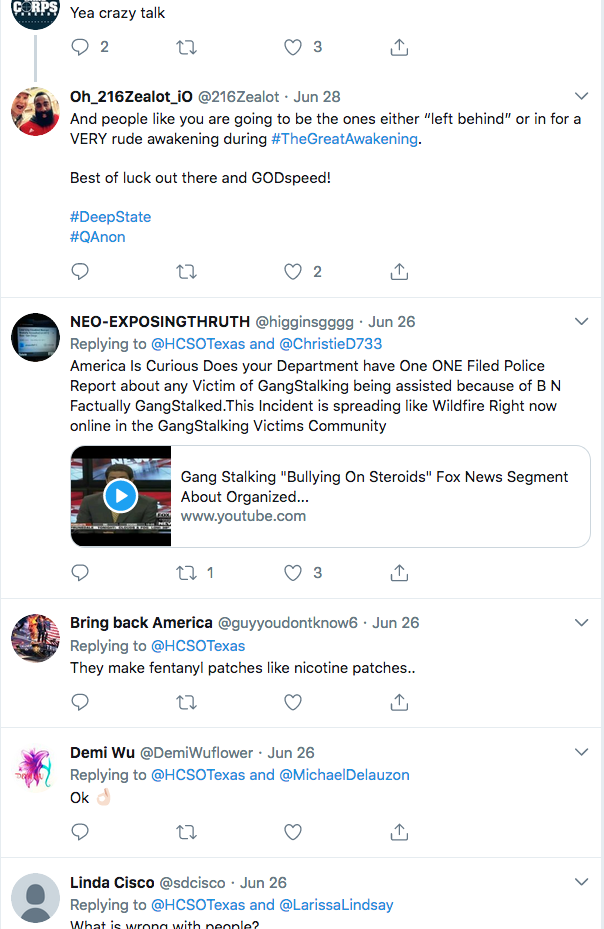 CORPS
Yea crazy talk
2 3
Oh_216Zealot_iO @216Zealot · Jun 28
And people like you are going to be the ones either “left behind” or in for a
VERY rude awakening during #TheGreatAwakening.
Best of luck out there and GODspeed!
#DeepState
#QAnon
2
NEO-EXPOSINGTHRUTH @higginsgggg · Jun 26
Replying to @HCSOTexas and @ChristieD733
America Is Curious Does your Department have One ONE Filed Police
Report about any Victim of GangStalking being assisted because of B N
Factually GangStalked.This Incident is spreading like Wildfire Right now
online in the GangStalking Victims Community
NEWS
Gang Stalking "Bullying On Steroids" Fox News Segment
About Organized...
www.youtube.com
1 3
Bring back America @guyyoudontknow6 · Jun 26
Replying to @HCSOTexas
They make fentanyl patches like nicotine patches..
Demi Wu @DemiWuflower · Jun 26
Replying to @HCSOTexas and @MichaelDelauzon
Ok 👌🏻
Linda Cisco @sdcisco · Jun 26
Replying to @HCSOTexas and @LarissaLindsay
What is wrong with people?